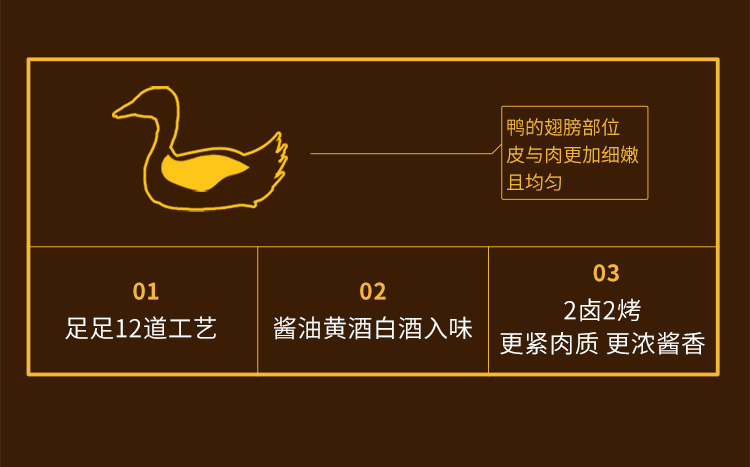 鸭的翅膀部位
皮与肉更加细嫩
且均匀
01
足足12道工艺
02
酱油黄酒白酒入味
03
2卤2烤
更紧肉质 更浓酱香